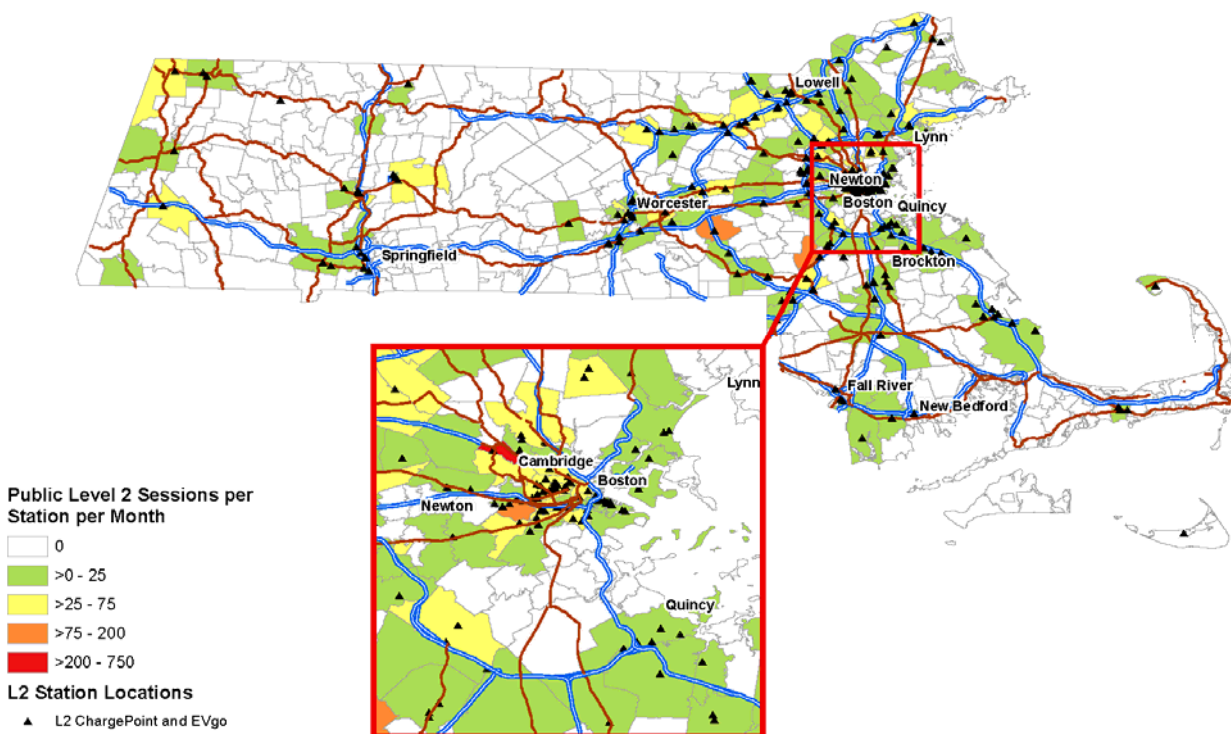 Lowell
Lynn
Newton
Worcester
Boston
Quincy
Springfield
Brockton
Lynn
Fall River
New Bedford
Cambridge
Boston
Newton
Quincy
Public Level 2 Sessions per
Station per Month
0
>0 - 25
>25 - 75
>75 - 200
>200 - 750
L2 Station Locations
L2 ChargePoint and EVgo